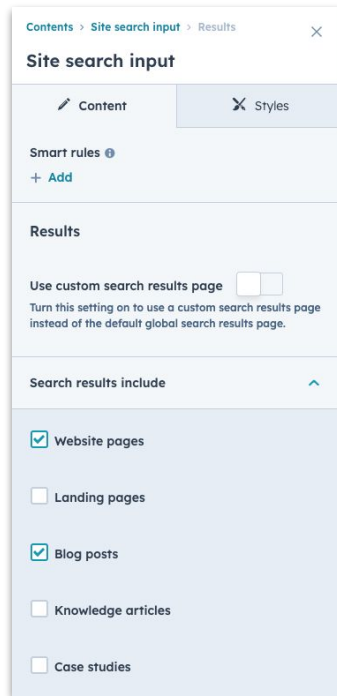 Contents > Site search input > Results
Site search input
Content
Styles
Smart rules
+ Add
Results
Use custom search results page
Turn this setting on to use a custom search results page
instead of the default global search results page.
Search results include
Website pages
Landing pages
Blog posts
Knowledge articles
Case studies